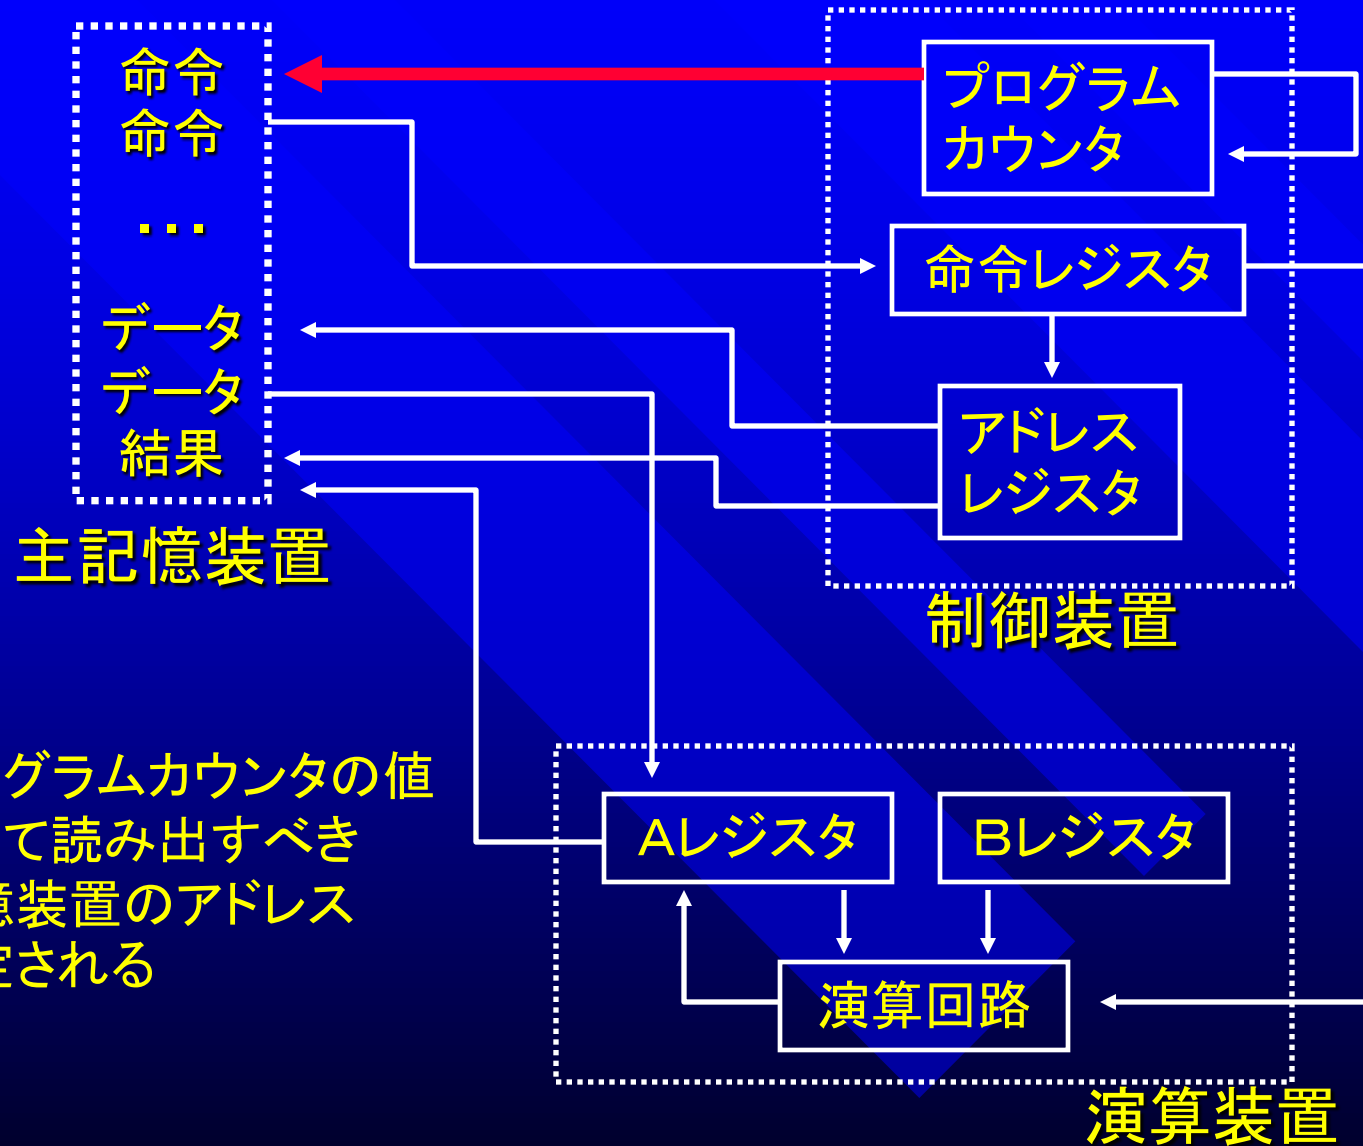 命令
命令
・・・
データ
データ
結果
主記憶装置
プログラム
カウンタ
命令レジスタ
アドレス
レジスタ
制御装置
グラムカウンタの値
て読み出すべき
憶装置のアドレス
定される
Aレジスタ
Bレジスタ
演算回路
演算装置